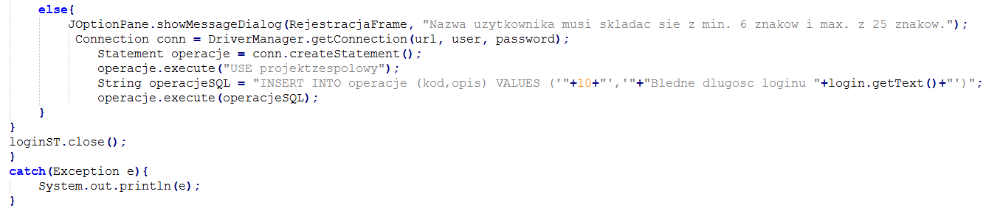 else{
JOptionPane.showMessageDialog(RejestracjaFrame, "Nazwa uzytkownika musi skladac sie z min. 6 znakow i max. z 25 znakow.");
Connection conn = DriverManager.getConnection(url, user, password);
Statement operacje = conn.createStatement();
operacje.execute("USE projektzespolowy");
String operacjeSQL = "INSERT INTO operacje (kod,opis) VALUES ('"+10+"','"+"Bledne dlugosc loginu "+login.getText()+"')";
operacje.execute(operacjeSQL);
}
}
loginST.close();
}
catch(Exception e){
System.out.println(e);
}